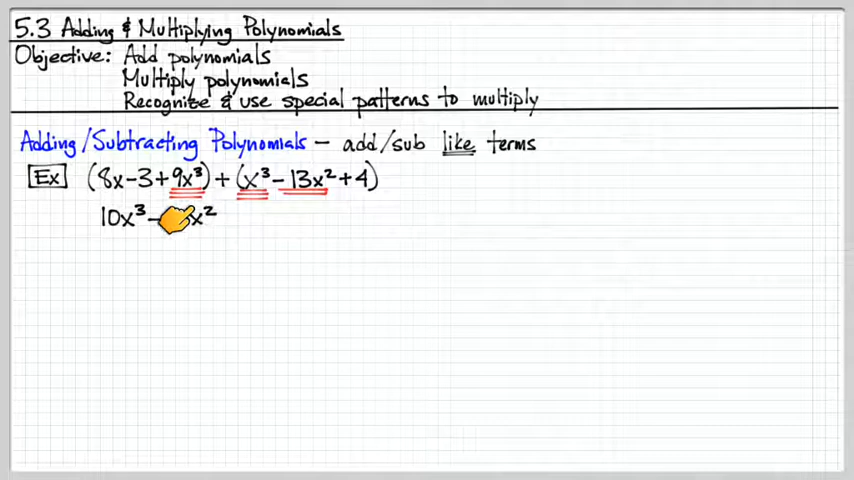 5.3 Adding & Multiplying Polynomials
Objective: Add polynomials
Multiply polynomials
Recognize & use special patterns to multiply
Adding/Subtracting Polynomials – add/sub like terms
Ex (8x-3+9x³)+(x³-13x²+4)
10x³- x²